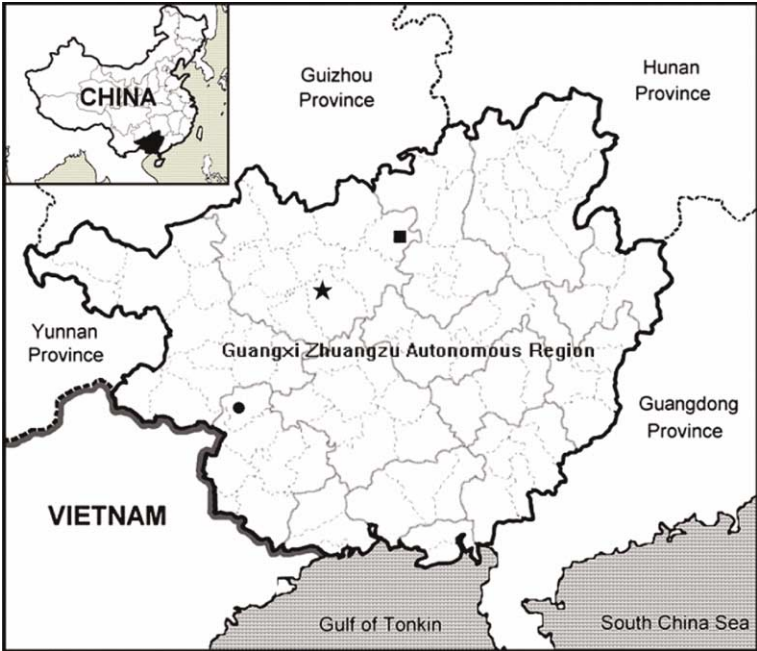 CHINA
Guizhou
Province
Hunan
Province
Yunnan
Province
Guangxi Zhuangzu Autonomous Region
Guangdong
Province
VIETNAM
Gulf of Tonkin
South China Sea